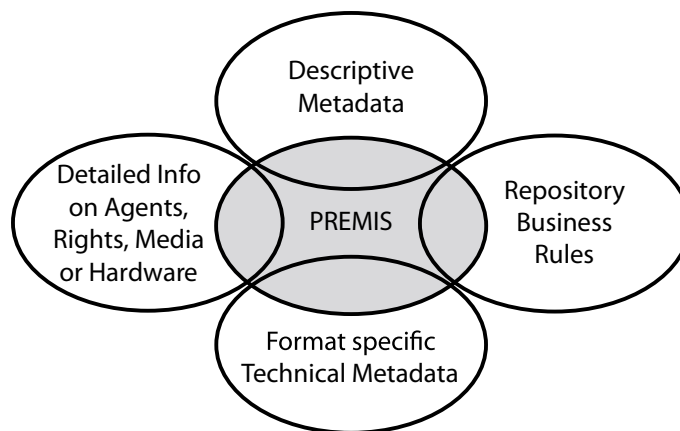 Descriptive
Metadata
Detailed Info
on Agents,
Rights, Media
or Hardware
PREMIS
Repository
Business
Rules
Format specific
Technical Metadata